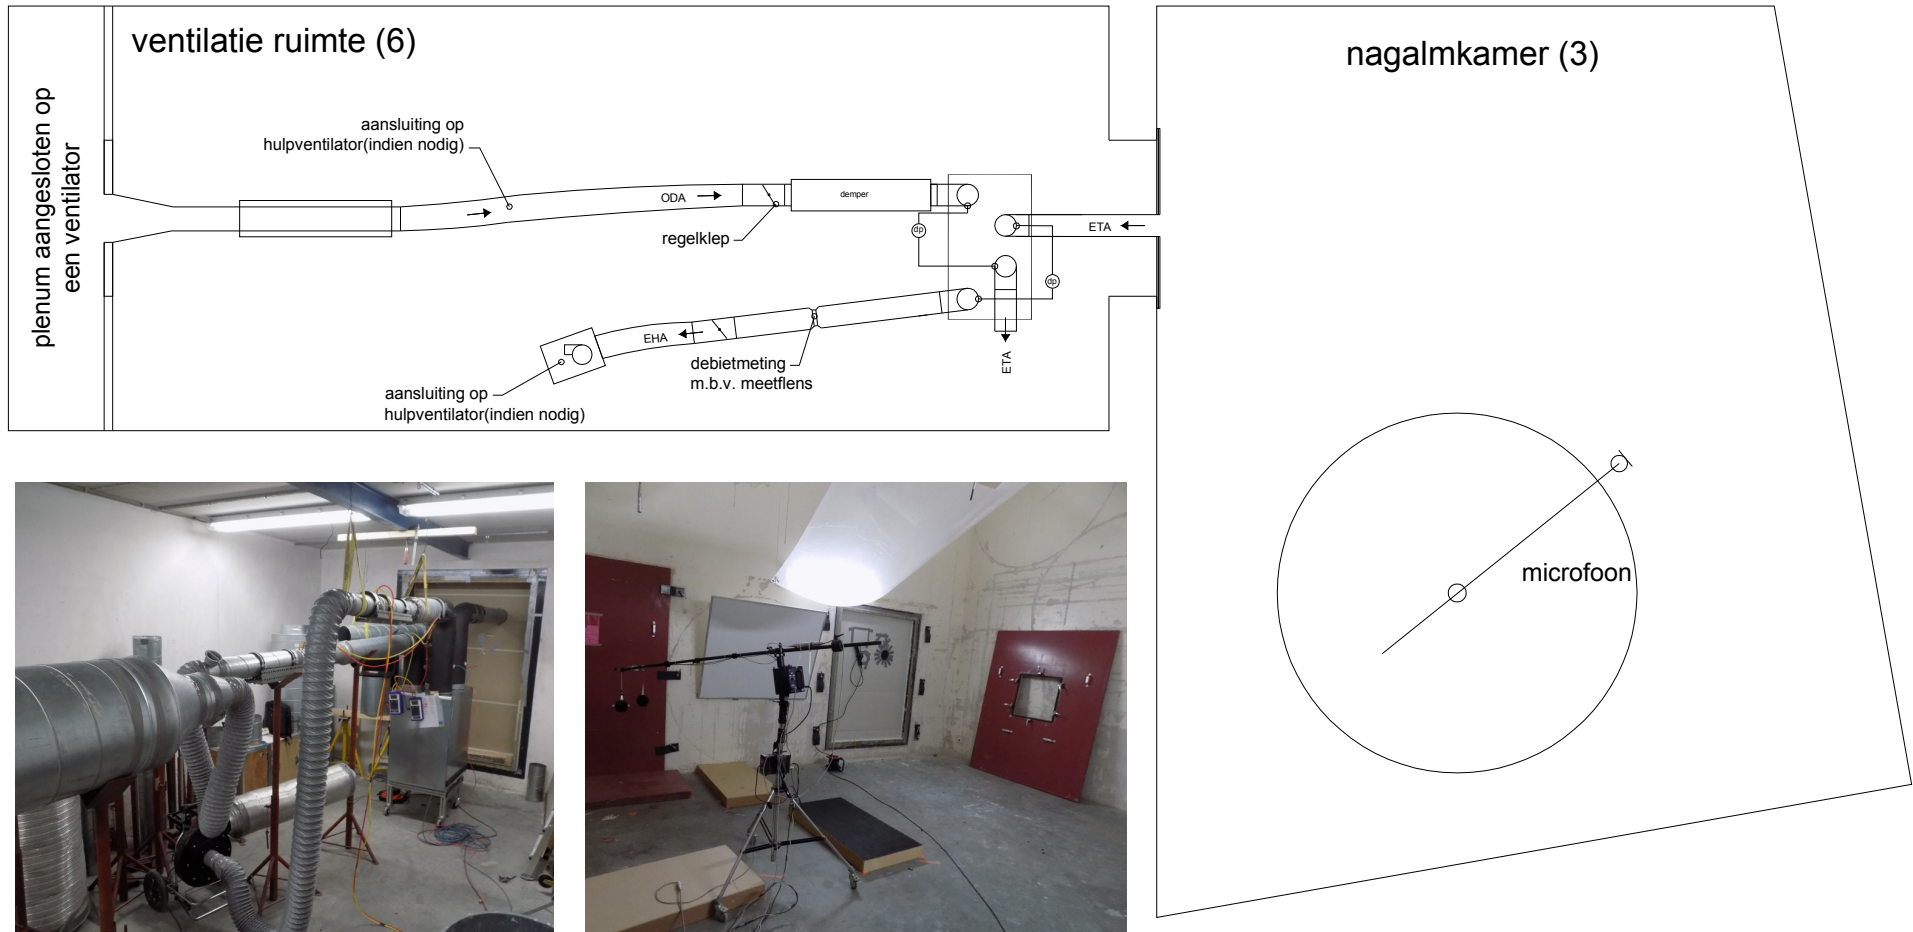 ventilatie ruimte (6)
nagalmkamer (3)
plenum aangesloten op
een ventilator
aansluiting op
hulpventilator(indien nodig)
ODA
demper
regelklep
dp
ETA
dp
EHA
debietmeting
m.b.v. meetflens
ETA
aansluiting op
hulpventilator(indien nodig)
microfoon